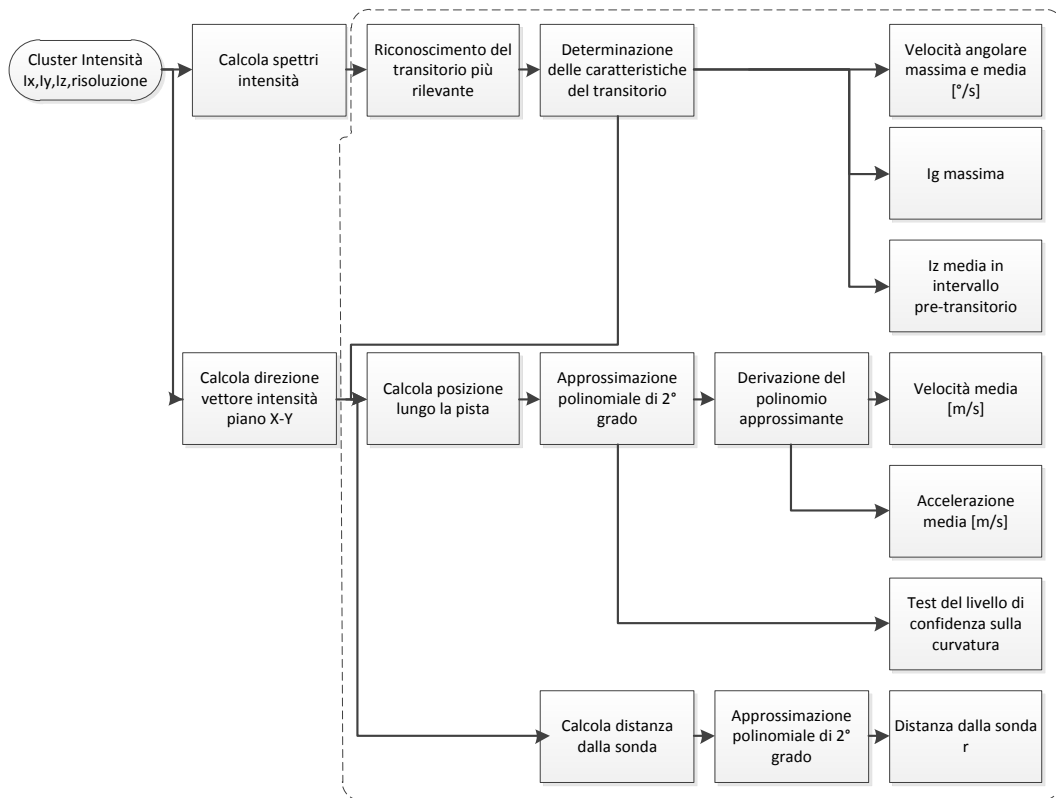 Cluster Intensità
Ix,Iy,Iz,risoluzione
Calcola spettri
intensità
Riconoscimento del
transitorio più
rilevante
Determinazione
delle caratteristiche
del transitorio
Velocità angolare
massima e media
[°/s]
Ig massima
Iz media in
intervallo
pre-transitorio
Calcola direzione
vettore intensità
piano X-Y
Calcola posizione
lungo la pista
Approssimazione
polinomiale di 2°
grado
Derivazione del
polinomio
approssimante
Velocità media
[m/s]
Accelerazione
media [m/s]
Test del livello di
confidenza sulla
curvatura
Calcola distanza
dalla sonda
Approssimazione
polinomiale di 2°
grado
Distanza dalla sonda
r